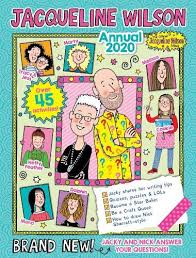 JACQUELINE WILSON
Annual
2020
Over
45
activities!
Jacky shares her writing tips
Quizzes, puzzles & LOLs
Become a Star Baker
Be a Craft Queen
How to draw Nick
Sharratt-style
BRAND NEW!
JACKY AND NICK ANSWER
YOUR QUESTIONS!